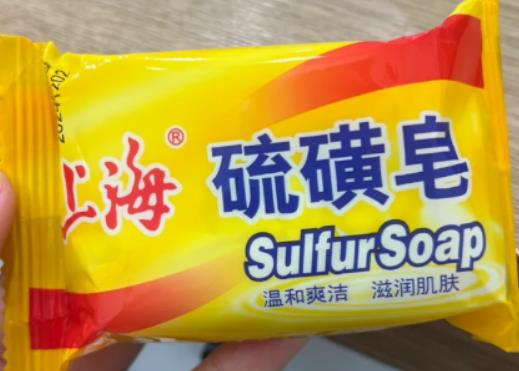 上海®
硫磺皂
Sulfur Soap
温和爽洁 滋润肌肤